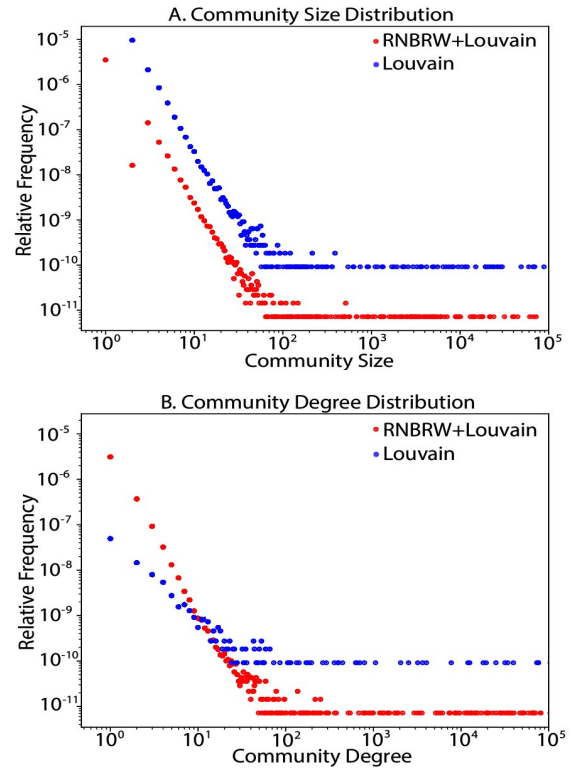 A. Community Size Distribution
RNBRW+Louvain
Louvain
Relative Frequency
10^-5
10^-6
10^-7
10^-8
10^-9
10^-10
10^-11
10^0 10^1 10^2 10^3 10^4 10^5
Community Size
B. Community Degree Distribution
RNBRW+Louvain
Louvain
Relative Frequency
10^-5
10^-6
10^-7
10^-8
10^-9
10^-10
10^-11
10^0 10^1 10^2 10^3 10^4 10^5
Community Degree